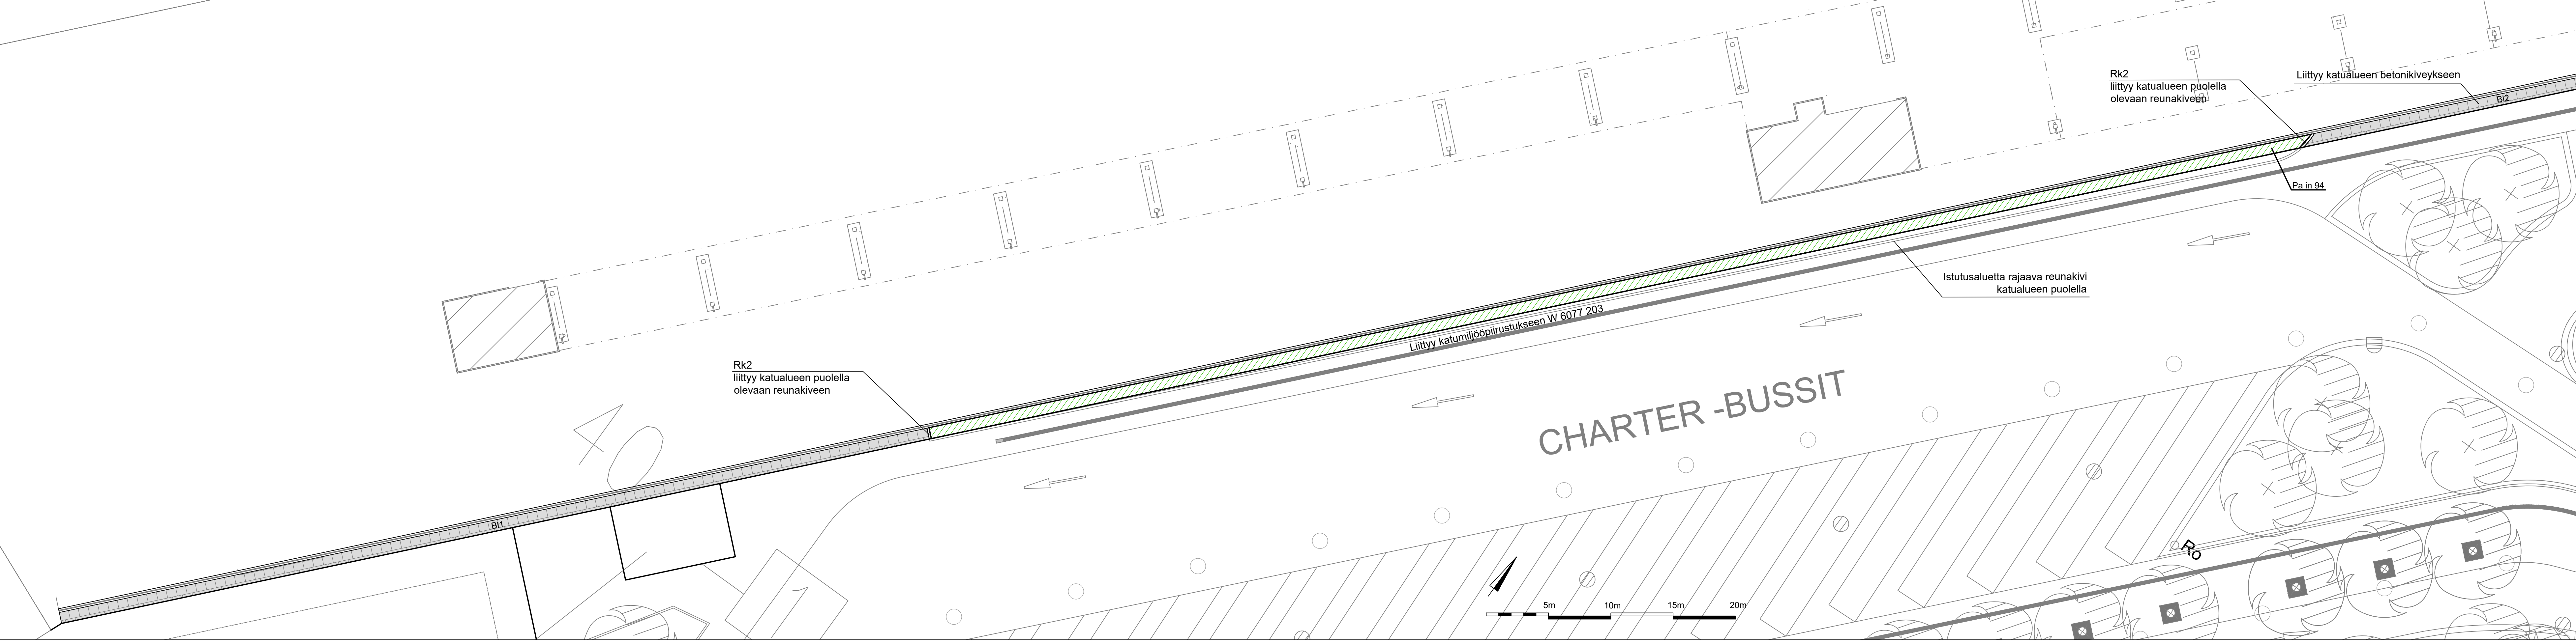 Rk2
liittyy katualueen puolella
olevaan reunakiveen
Liittyy katualueen betonikiveykseen
Bl2
Pa in 94
Istutusaluetta rajaava reunakivi
katualueen puolella
Liittyy katumiljööpiirustukseen W 6077 203
Rk2
liittyy katualueen puolella
olevaan reunakiveen
CHARTER -BUSSIT
Bl1
Ro
5m 10m 15m 20m